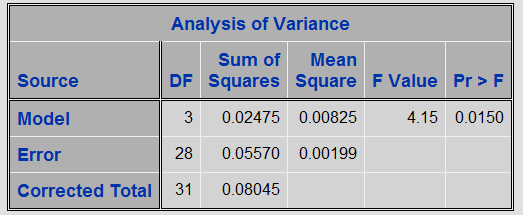 Analysis of Variance
Source DF Sum of Squares Mean Square F Value Pr > F
Model 3 0.02475 0.00825 4.15 0.0150
Error 28 0.05570 0.00199
Corrected Total 31 0.08045